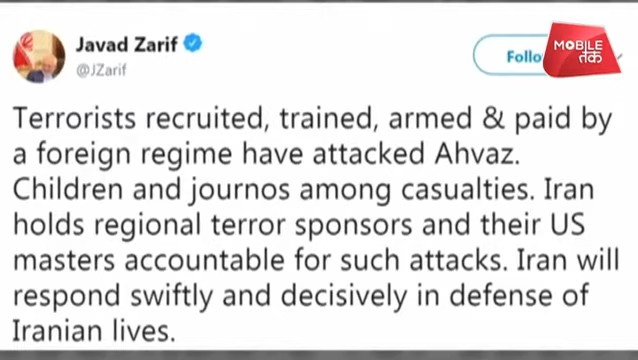 Javad Zarif
@JZarif
Follo
MOBILE
तक
Terrorists recruited, trained, armed & paid by
a foreign regime have attacked Ahvaz.
Children and journos among casualties. Iran
holds regional terror sponsors and their US
masters accountable for such attacks. Iran will
respond swiftly and decisively in defense of
Iranian lives.